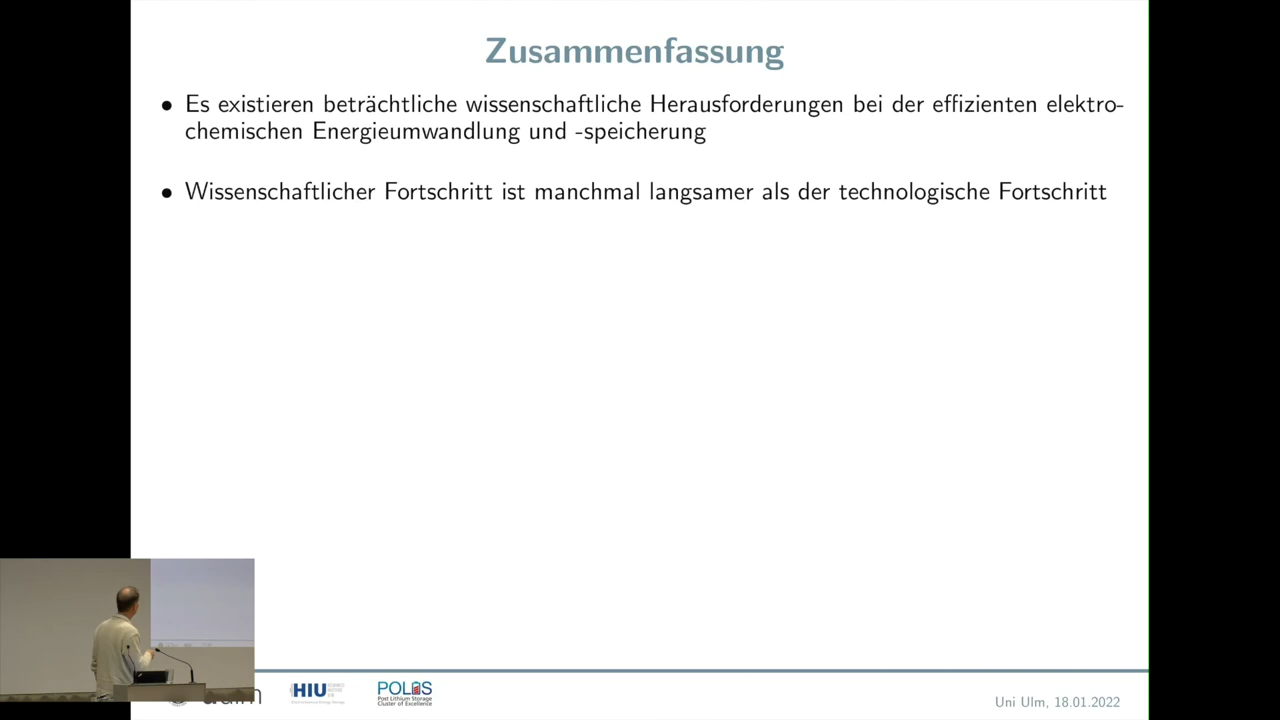 Zusammenfassung
• Es existieren beträchtliche wissenschaftliche Herausforderungen bei der effizienten elektro-
chemischen Energieumwandlung und -speicherung
• Wissenschaftlicher Fortschritt ist manchmal langsamer als der technologische Fortschritt
HIU
POLiS
Post Lithium Storage
Cluster of Excellence
Uni Ulm, 18.01.2022